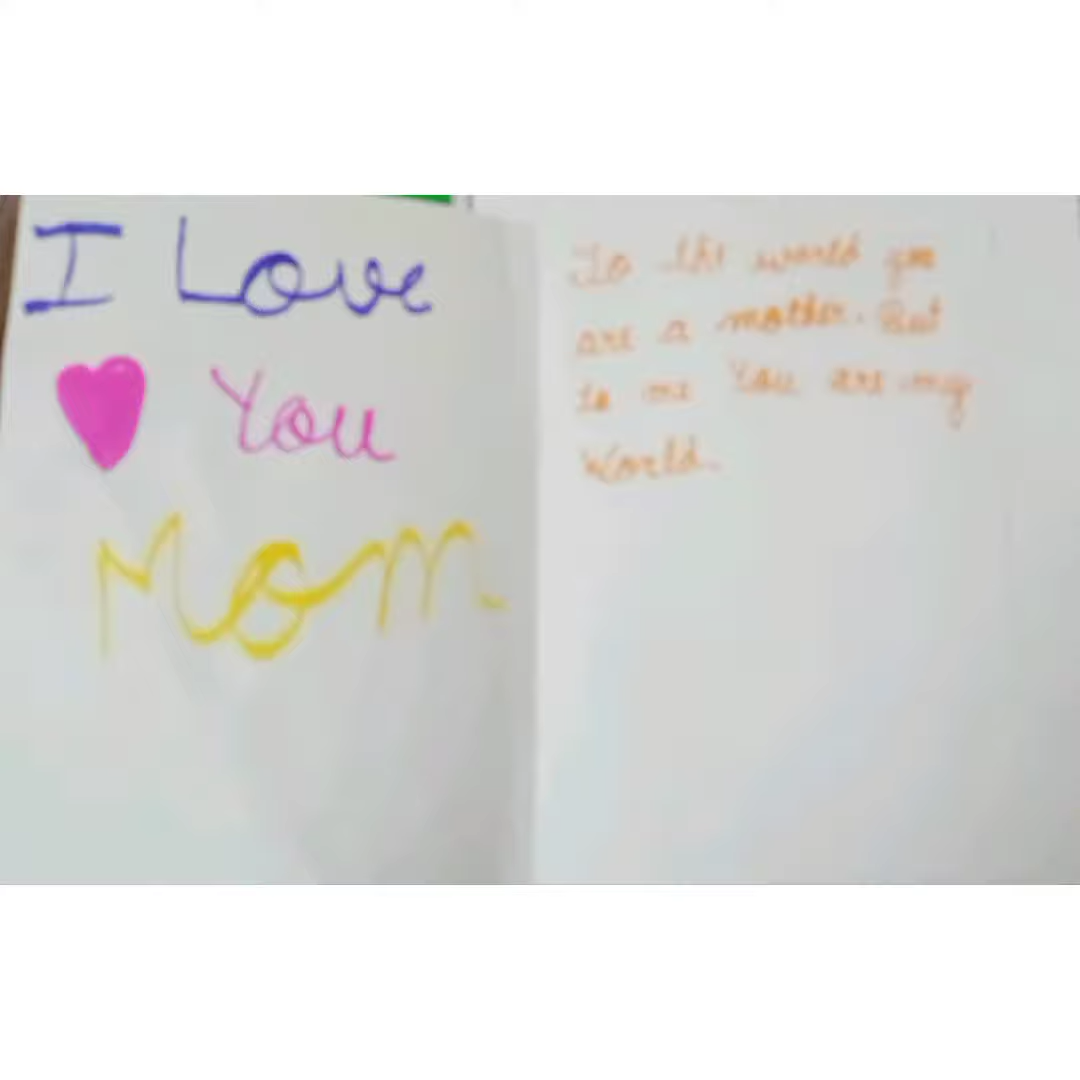 I Love
You
Mom
To the world you
are a mother. But
to me You are my
World.